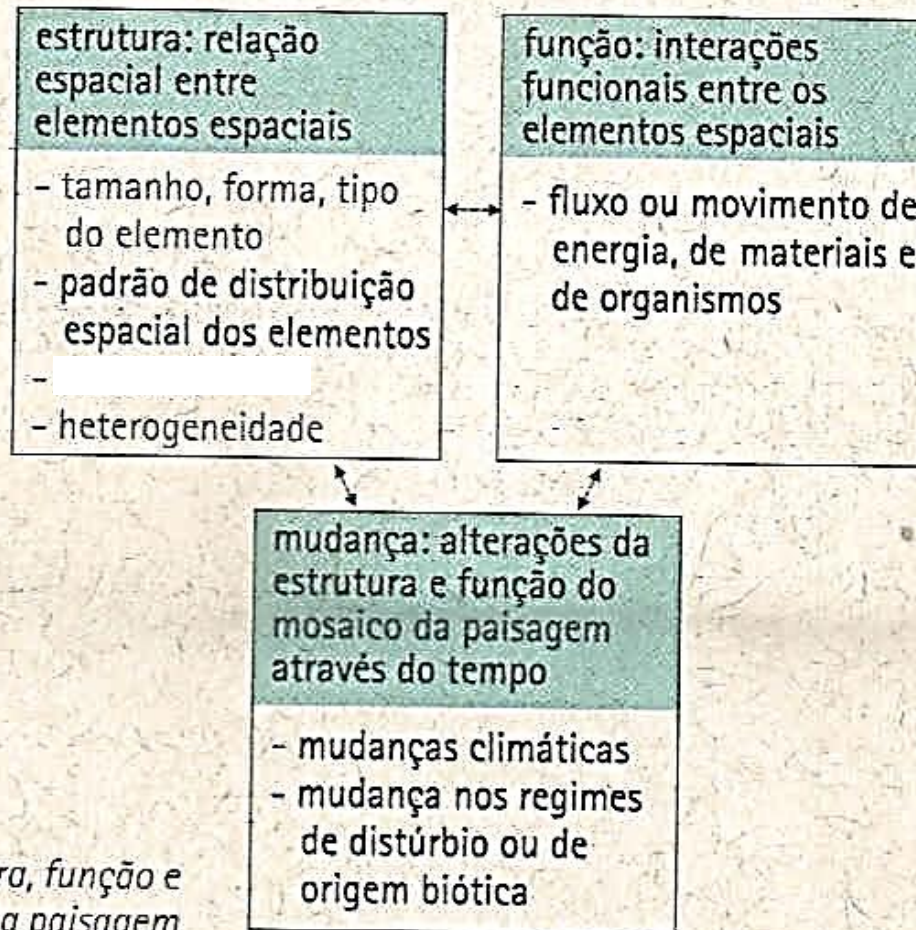 estrutura: relação
espacial entre
elementos espaciais
- tamanho, forma, tipo
do elemento
- padrão de distribuição
espacial dos elementos
-
- heterogeneidade
função: interações
funcionais entre os
elementos espaciais
- fluxo ou movimento de
energia, de materiais e
de organismos
mudança: alterações da
estrutura e função do
mosaico da paisagem
através do tempo
- mudanças climáticas
- mudança nos regimes
de distúrbio ou de
origem biótica
ra, função e
a paisagem